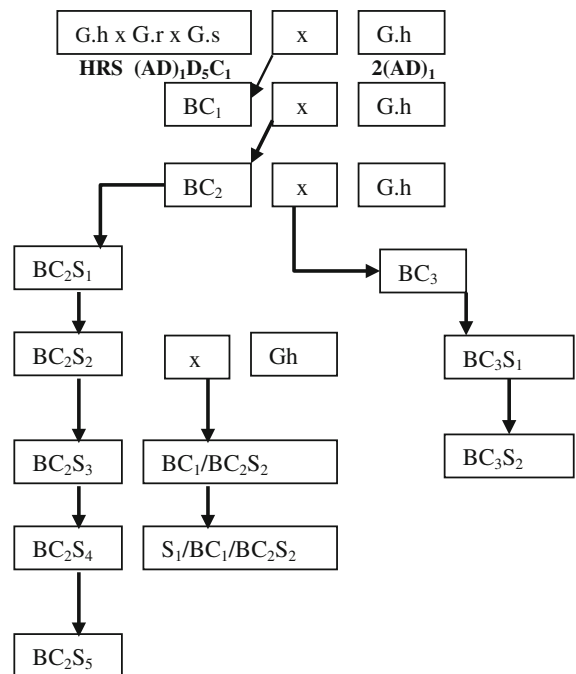 G.h x G.r x G.s x G.h
HRS (AD)₁D₅C₁ 2(AD)₁
BC₁ x G.h
BC₂ x G.h
BC₂S₁ BC₃
BC₂S₂ x Gh BC₃S₁
BC₂S₃ BC₁/BC₂S₂ BC₃S₂
BC₂S₄ S₁/BC₁/BC₂S₂
BC₂S₅